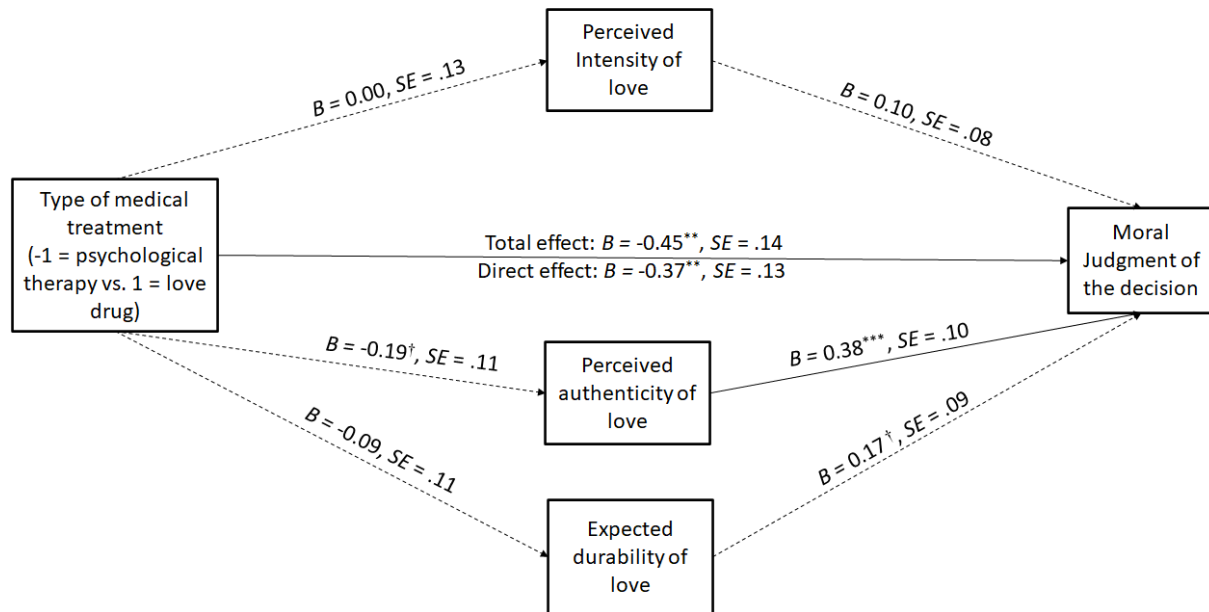 Perceived
Intensity of
love
B = 0.00, SE = .13
B = 0.10, SE = .08
Type of medical
treatment
(-1 = psychological
therapy vs. 1 = love
drug)
Total effect: B = -0.45**, SE = .14
Direct effect: B = -0.37**, SE = .13
Moral
Judgment of
the decision
B = -0.19†, SE = .11
Perceived
authenticity of
love
B = 0.38***, SE = .10
B = -0.09, SE = .11
B = 0.17 †, SE = .09
Expected
durability of
love